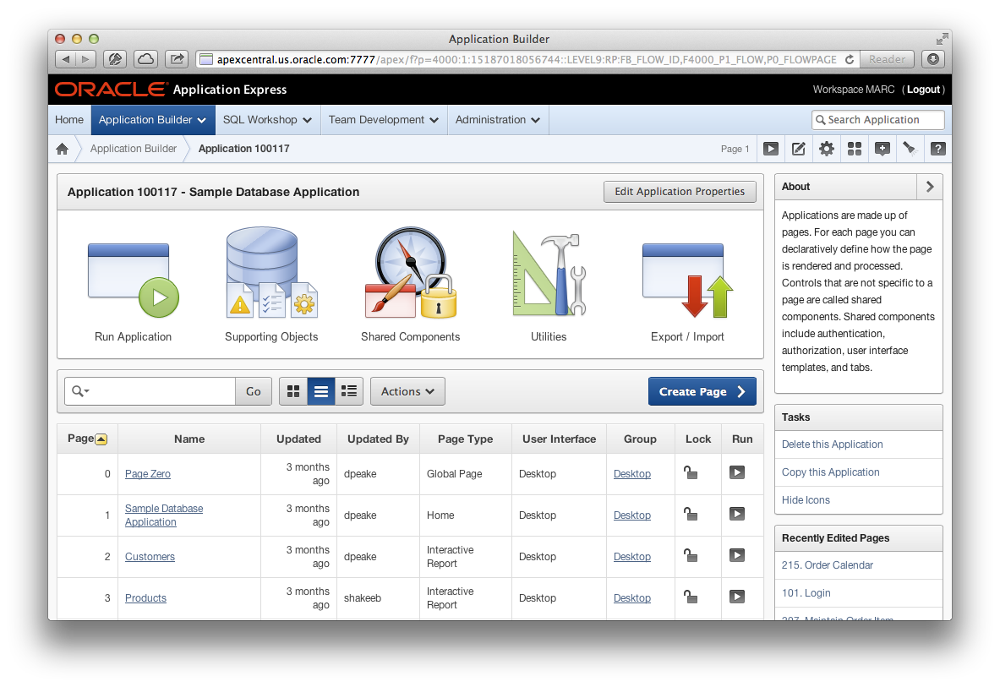 Application Builder
apexcentral.us.oracle.com:7777/apex/f?p=4000:1:15187018056744::LEVEL9:RP:FB_FLOW_ID,F4000_P1_FLOW,P0_FLOWPAGE
Reader
ORACLE Application Express
Workspace MARC (Logout)
Home
Application Builder
SQL Workshop
Team Development
Administration
Search Application
Application Builder
Application 100117
Page 1
Application 100117 - Sample Database Application
Edit Application Properties
Run Application
Supporting Objects
Shared Components
Utilities
Export / Import
Go
Actions
Create Page
Page Name Updated Updated By Page Type User Interface Group Lock Run
0 Page Zero 3 months ago dpeake Global Page Desktop Desktop
1 Sample Database Application 3 months ago dpeake Home Desktop Desktop
2 Customers 3 months ago dpeake Interactive Report Desktop Desktop
3 Products 3 months ago shakeeb Interactive Report Desktop Desktop
About
Applications are made up of
pages. For each page you can
declaratively define how the page
is rendered and processed.
Controls that are not specific to a
page are called shared
components. Shared components
include authentication,
authorization, user interface
templates, and tabs.
Tasks
Delete this Application
Copy this Application
Hide Icons
Recently Edited Pages
215. Order Calendar
101. Login
Maintain Order Item